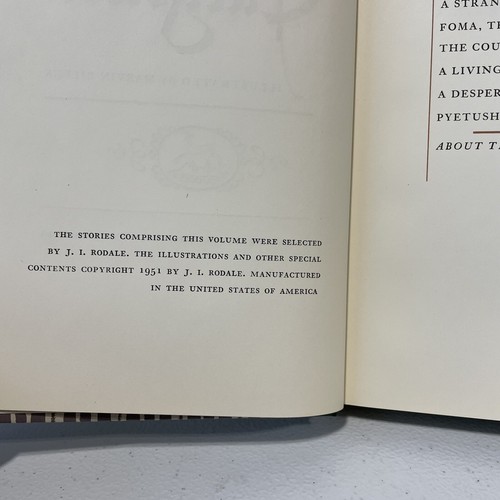 THE STORIES COMPRISING THIS VOLUME WERE SELECTED
BY J. I. RODALE. THE ILLUSTRATIONS AND OTHER SPECIAL
CONTENTS COPYRIGHT 1951 BY J. I. RODALE. MANUFACTURED
IN THE UNITED STATES OF AMERICA
A STRAN
FOMA, TH
THE COU
A LIVING
A DESPER
PYETUSH
ABOUT T